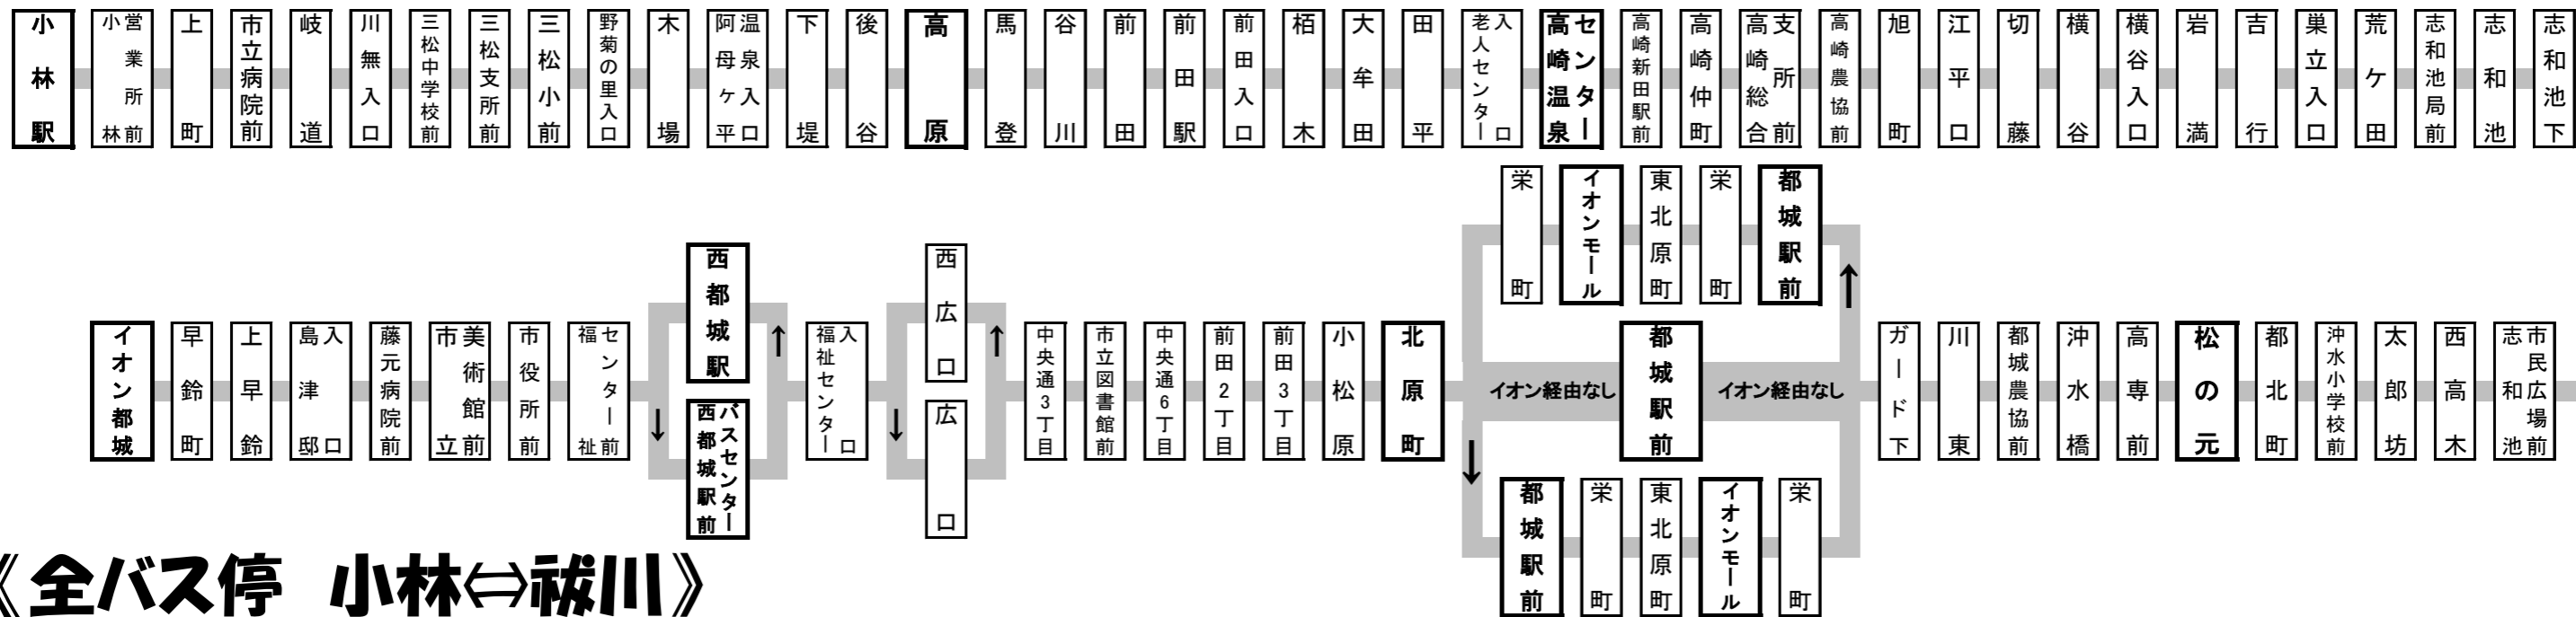 小林駅
小林営業所前
上町
市立病院前
岐道
川無入口
三松中学校前
三松支所前
三松小前
野菊の里入口
木場
阿母ヶ平温泉入口
下堤
後谷
高原
馬登
谷川
前田
前田駅
前田入口
栢木
大牟田
田平
老人センター入口
高崎温泉センター
高崎新田駅前
高崎仲町
高崎総合支所前
高崎農協前
旭町
江平口
切藤
横谷
横谷入口
岩満
吉行
巣立入口
荒ケ田
志和池局前
志和池
志和池下
栄町
イオンモール
東北原町
栄町
都城駅前
イオン都城
早鈴町
上早鈴
島津邸入口
藤元病院前
市立美術館前
市役所前
福祉センター前
西都城駅
西都城駅前バスセンター
福祉センター入口
西広口
広口
中央通3丁目
市立図書館前
中央通6丁目
前田2丁目
前田3丁目
小松原
北原町
イオン経由なし
都城駅前
イオン経由なし
ガード下
川東
都城農協前
沖水橋
高専前
松の元
都北町
沖水小学校前
太郎坊
西高木
志和池市民広場前
都城駅前
栄町
東北原町
イオンモール
栄町
《全バス停 小林⇔祓川》